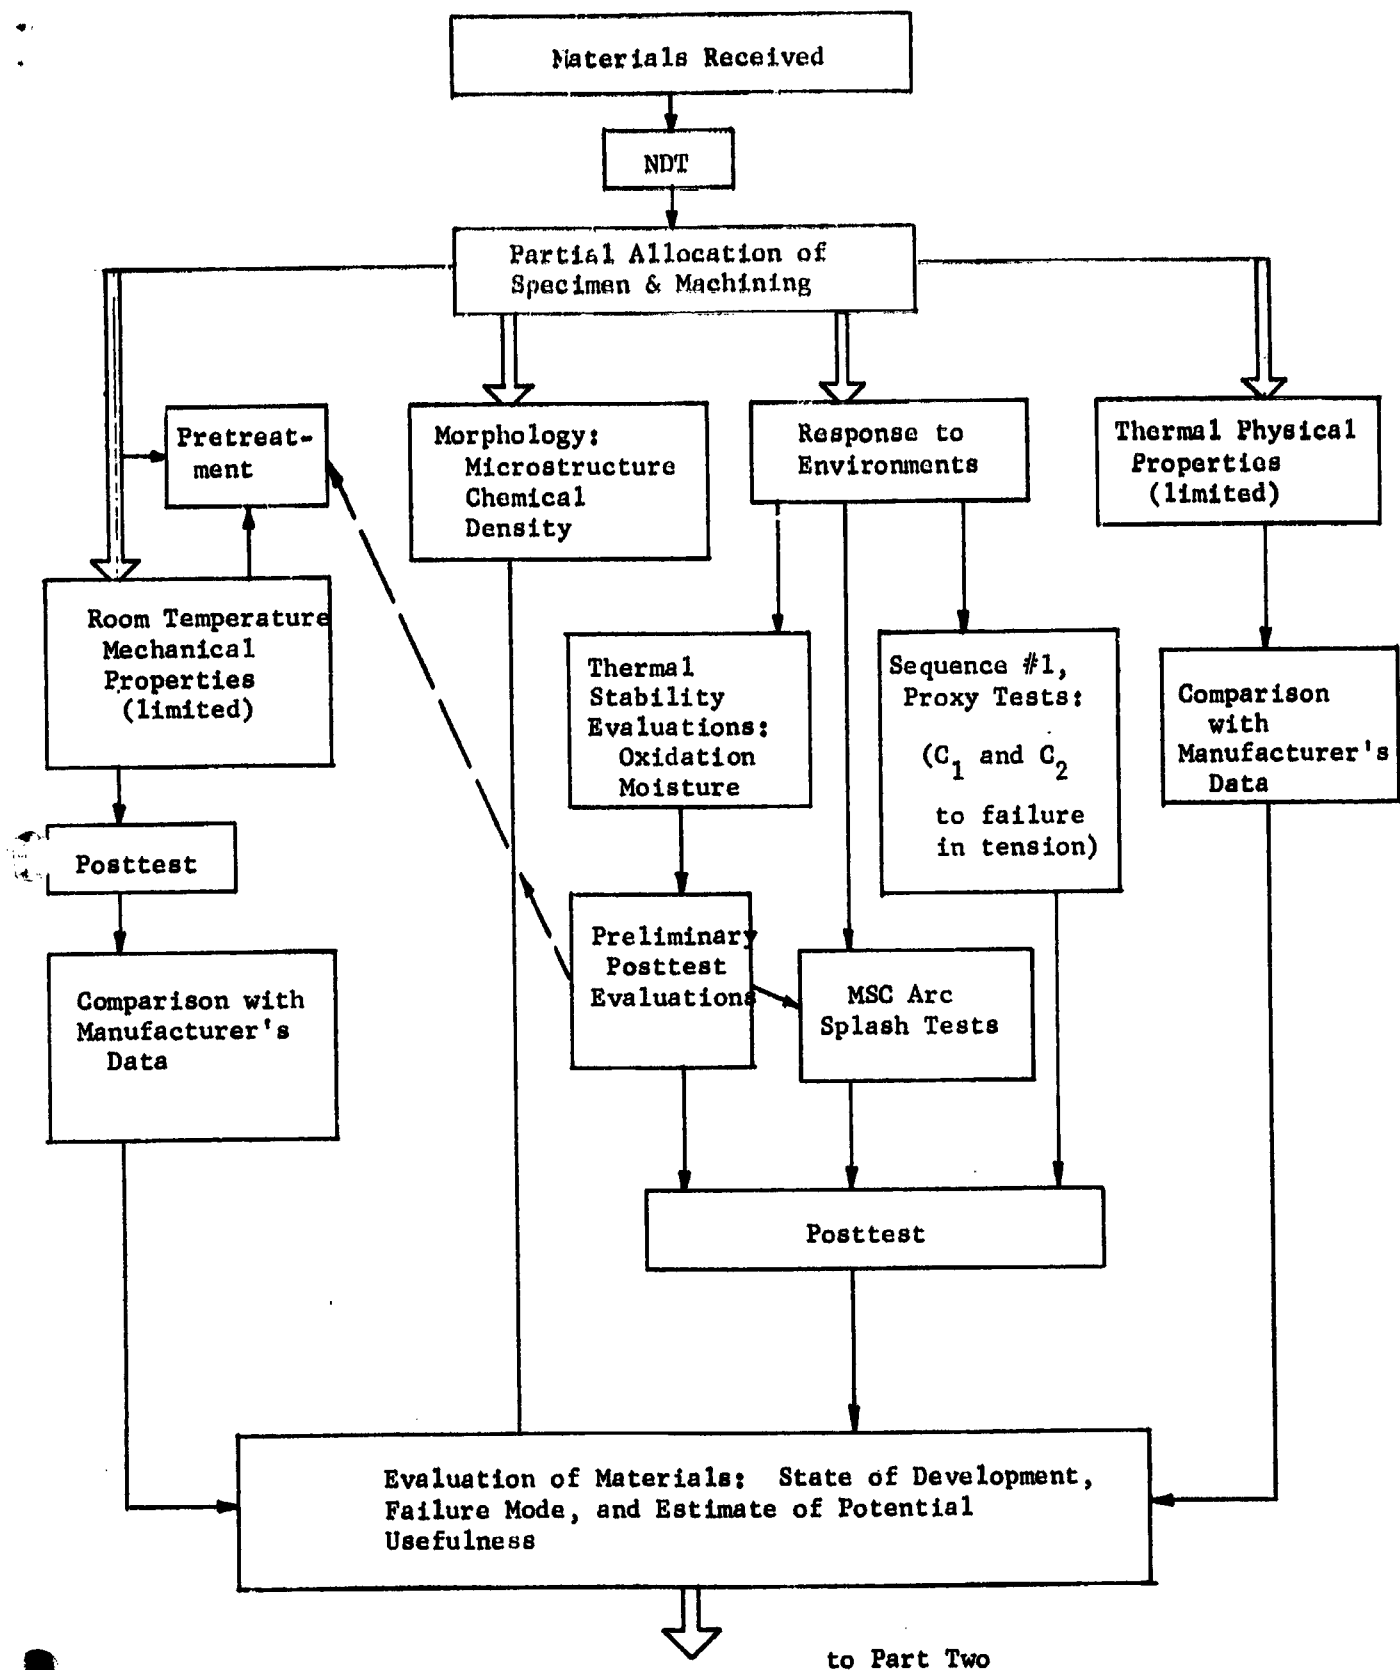 Materials Received
NDT
Partial Allocation of
Specimen & Machining
Pretreat-
ment
Morphology:
Microstructure
Chemical
Density
Response to
Environments
Thermal Physical
Properties
(limited)
Room Temperature
Mechanical
Properties
(limited)
Thermal
Stability
Evaluations:
Oxidation
Moisture
Sequence #1,
Proxy Tests:
(C1 and C2
to failure
in tension)
Comparison
with
Manufacturer's
Data
Posttest
Preliminary
Posttest
Evaluations
MSC Arc
Splash Tests
Comparison with
Manufacturer's
Data
Posttest
Evaluation of Materials: State of Development,
Failure Mode, and Estimate of Potential
Usefulness
to Part Two